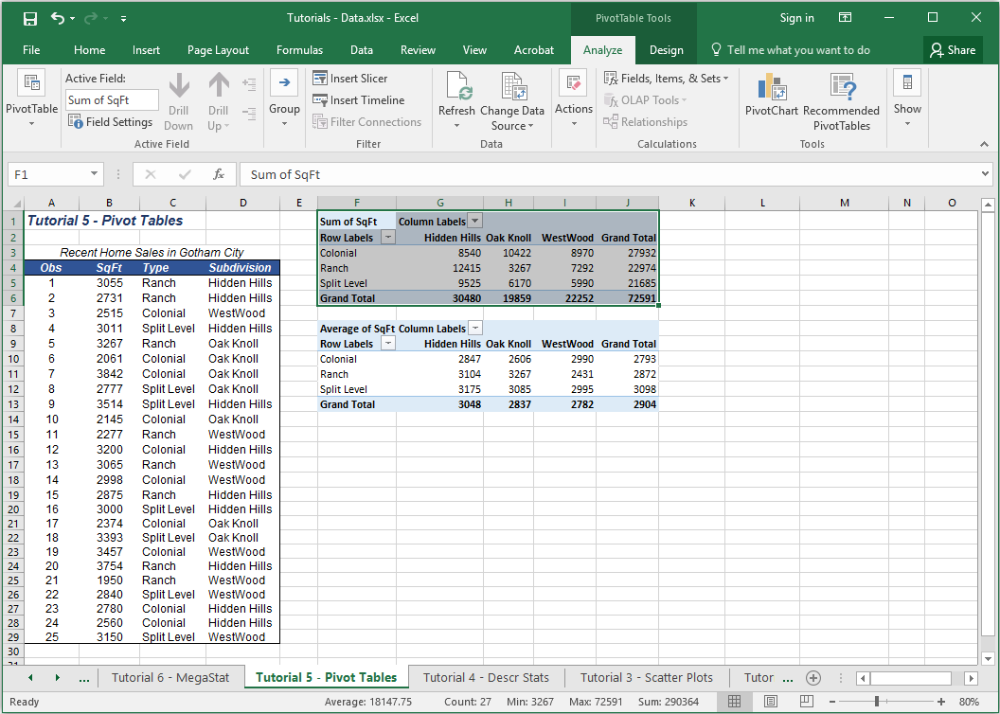 Tutorials - Data.xlsx - Excel
PivotTable Tools
Sign in
File Home Insert Page Layout Formulas Data Review View Acrobat Analyze Design Tell me what you want to do Share
PivotTable
Active Field:
Sum of SqFt
Field Settings
Drill Down
Drill Up
Active Field
Group
Insert Slicer
Insert Timeline
Filter Connections
Filter
Refresh
Change Data Source
Data
Actions
Fields, Items, & Sets
OLAP Tools
Relationships
Calculations
PivotChart
Recommended PivotTables
Tools
Show
F1
fx
Sum of SqFt
A B C D E F G H I J K L M N O
1 Tutorial 5 - Pivot Tables Sum of SqFt Column Labels
2 Row Labels Hidden Hills Oak Knoll WestWood Grand Total
3 Recent Home Sales in Gotham City Colonial 8540 10422 8970 27932
4 Obs SqFt Type Subdivision Ranch 12415 3267 7292 22974
5 1 3055 Ranch Hidden Hills Split Level 9525 6170 5990 21685
6 2 2731 Ranch Hidden Hills Grand Total 30480 19859 22252 72591
7 3 2515 Colonial WestWood
8 4 3011 Split Level Hidden Hills Average of SqFt Column Labels
9 5 3267 Ranch Oak Knoll Row Labels Hidden Hills Oak Knoll WestWood Grand Total
10 6 2061 Colonial Oak Knoll Colonial 2847 2606 2990 2793
11 7 3842 Colonial Oak Knoll Ranch 3104 3267 2431 2872
12 8 2777 Split Level Oak Knoll Split Level 3175 3085 2995 3098
13 9 3514 Split Level Hidden Hills Grand Total 3048 2837 2782 2904
14 10 2145 Colonial Oak Knoll
15 11 2277 Ranch WestWood
16 12 3200 Colonial Hidden Hills
17 13 3065 Ranch WestWood
18 14 2998 Colonial WestWood
19 15 2875 Ranch Hidden Hills
20 16 3000 Split Level Hidden Hills
21 17 2374 Colonial Oak Knoll
22 18 3393 Split Level Oak Knoll
23 19 3457 Colonial WestWood
24 20 3754 Ranch Hidden Hills
25 21 1950 Ranch WestWood
26 22 2840 Split Level WestWood
27 23 2780 Colonial Hidden Hills
28 24 2560 Colonial Hidden Hills
29 25 3150 Split Level WestWood
30
31
... Tutorial 6 - MegaStat Tutorial 5 - Pivot Tables Tutorial 4 - Descr Stats Tutorial 3 - Scatter Plots Tutor ...
Ready Average: 18147.75 Count: 27 Min: 3267 Max: 72591 Sum: 290364 80%